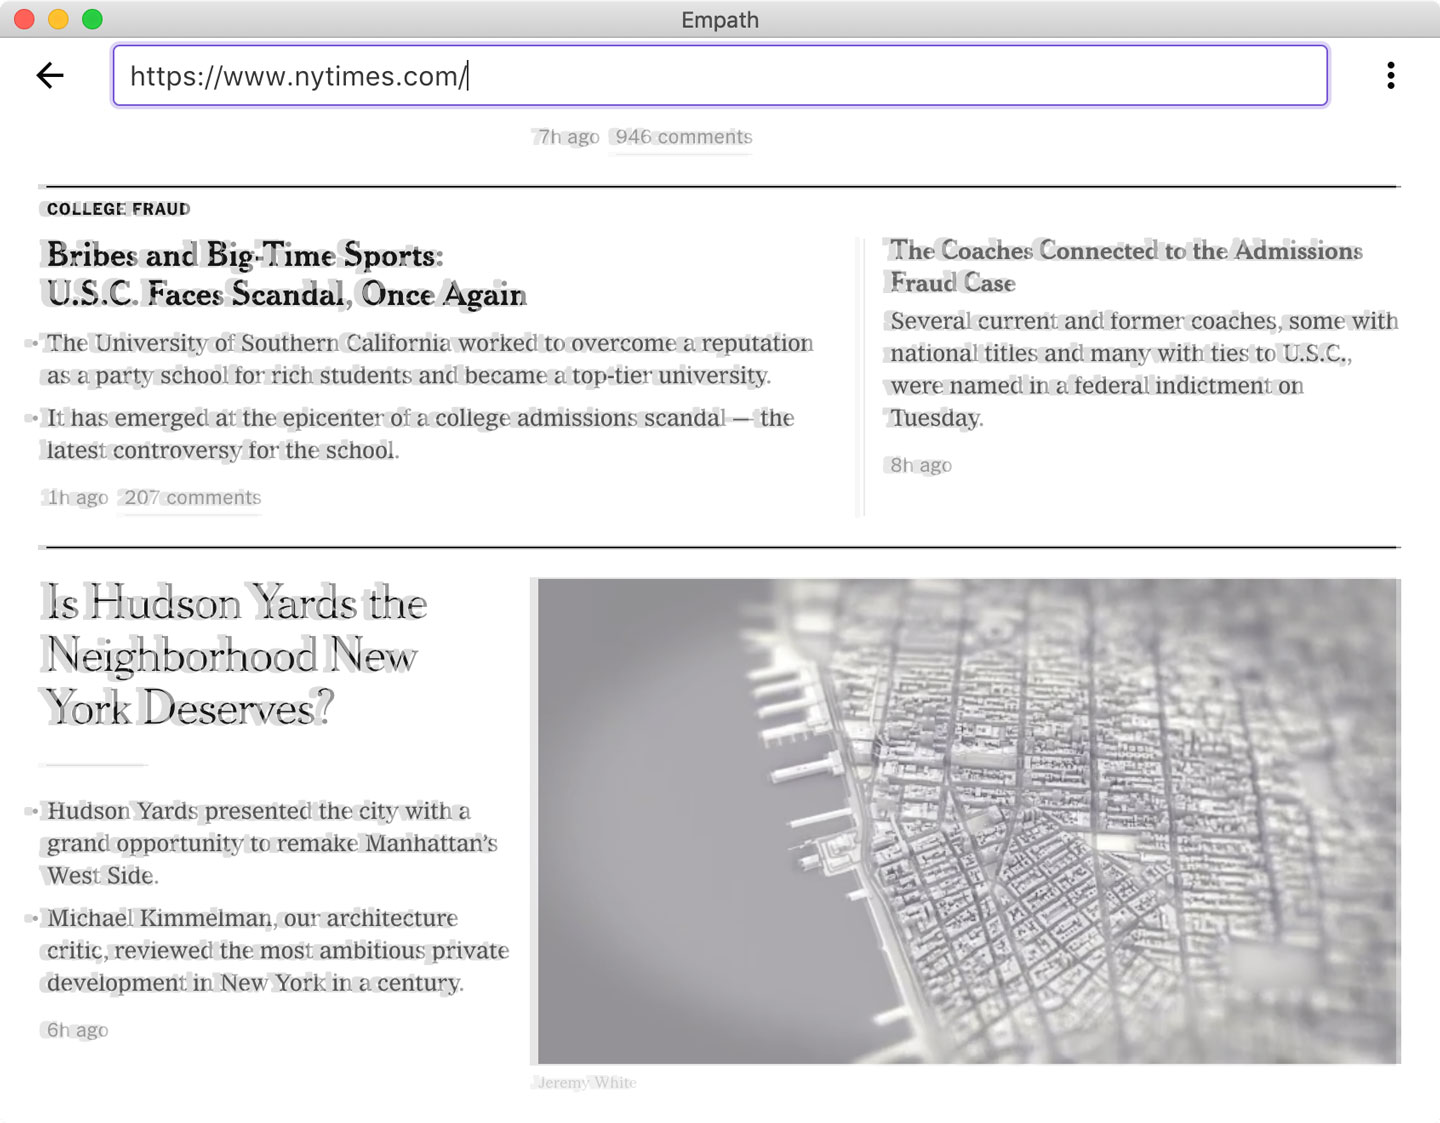 Empath
https://www.nytimes.com/
7h ago 946 comments
COLLEGE FRAUD
Bribes and Big-Time Sports:
U.S.C. Faces Scandal, Once Again
• The University of Southern California worked to overcome a reputation
as a party school for rich students and became a top-tier university.
• It has emerged at the epicenter of a college admissions scandal — the
latest controversy for the school.
1h ago 207 comments
The Coaches Connected to the Admissions
Fraud Case
Several current and former coaches, some with
national titles and many with ties to U.S.C.,
were named in a federal indictment on
Tuesday.
8h ago
Is Hudson Yards the
Neighborhood New
York Deserves?
• Hudson Yards presented the city with a
grand opportunity to remake Manhattan’s
West Side.
• Michael Kimmelman, our architecture
critic, reviewed the most ambitious private
development in New York in a century.
6h ago
Jeremy White